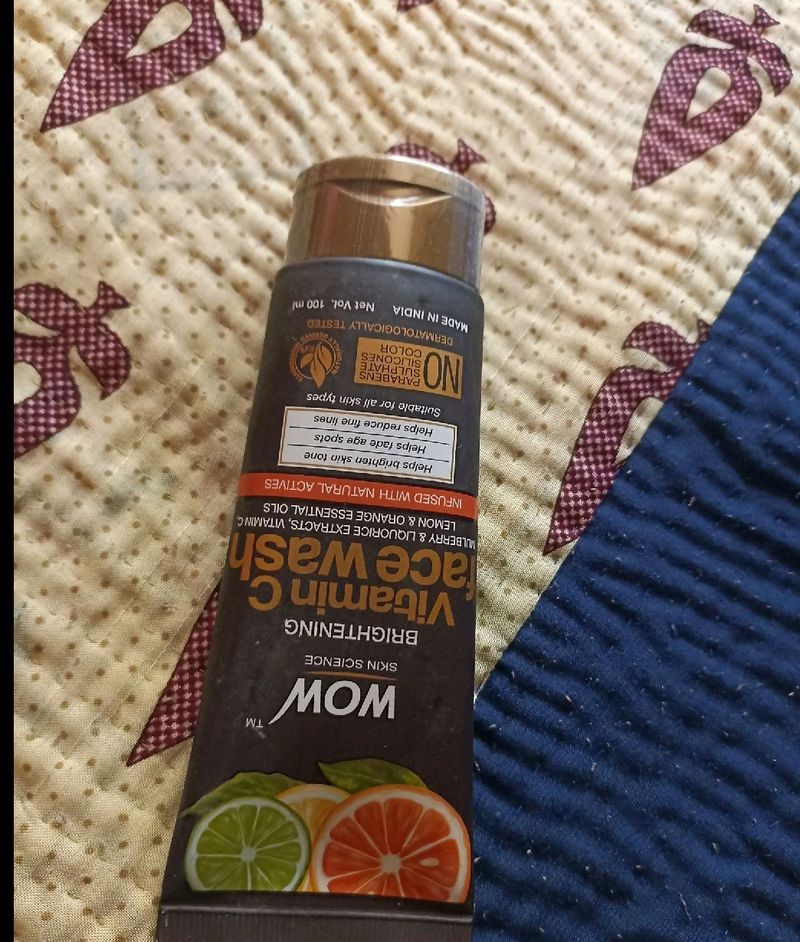 WOW™
SKIN SCIENCE
BRIGHTENING
Vitamin C
face wash
MULBERRY & LIQUORICE EXTRACTS, VITAMIN C,
LEMON & ORANGE ESSENTIAL OILS
INFUSED WITH NATURAL ACTIVES
Helps brighten skin tone
Helps fade age spots
Helps reduce fine lines
Suitable for all skin types
NO
PARABENS
SULPHATE
SILICONES
COLOR
DERMATOLOGICALLY TESTED
MADE IN INDIA Net Vol. 100 ml